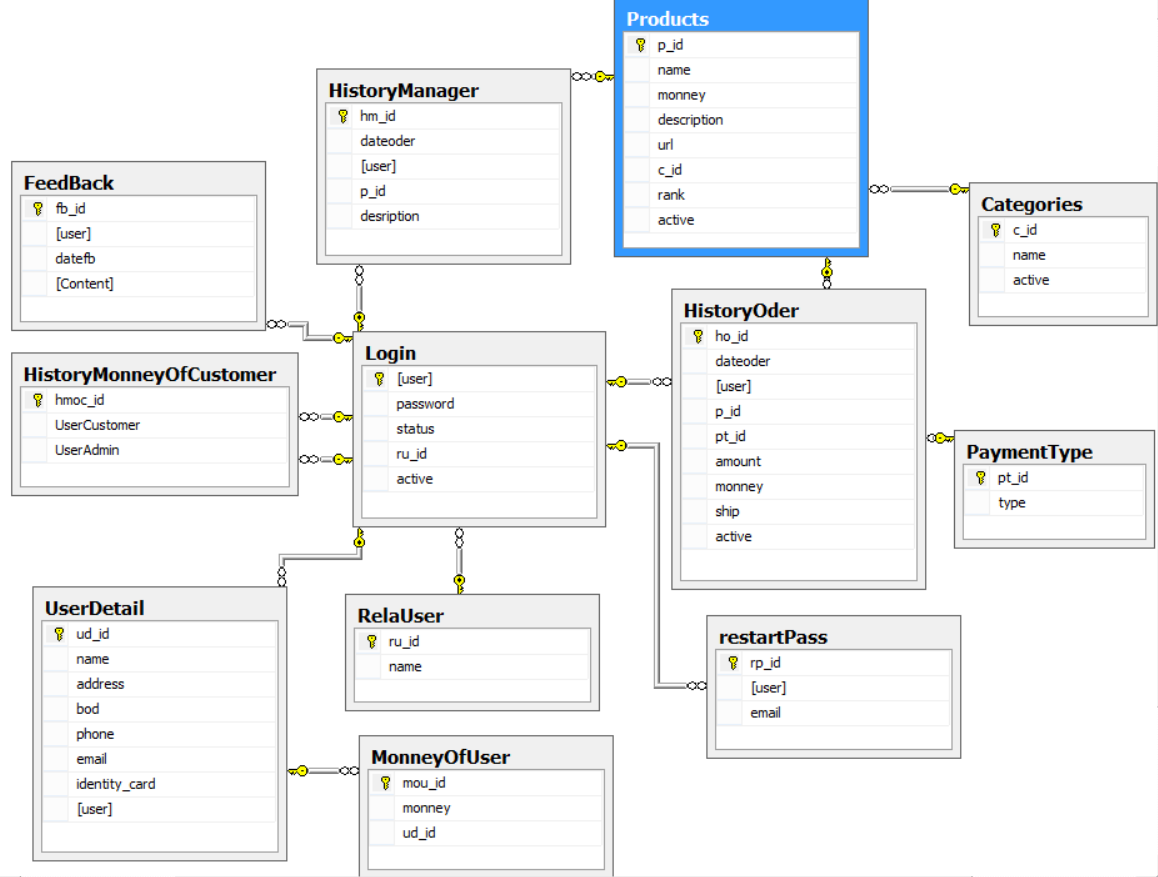 Products
p_id
name
monney
description
url
c_id
rank
active
HistoryManager
hm_id
dateoder
[user]
p_id
desription
FeedBack
fb_id
[user]
datefb
[Content]
Categories
c_id
name
active
HistoryOder
ho_id
dateoder
[user]
p_id
pt_id
amount
monney
ship
active
Login
[user]
password
status
ru_id
active
HistoryMonneyOfCustomer
hmoc_id
UserCustomer
UserAdmin
PaymentType
pt_id
type
UserDetail
ud_id
name
address
bod
phone
email
identity_card
[user]
RelaUser
ru_id
name
restartPass
rp_id
[user]
email
MonneyOfUser
mou_id
monney
ud_id